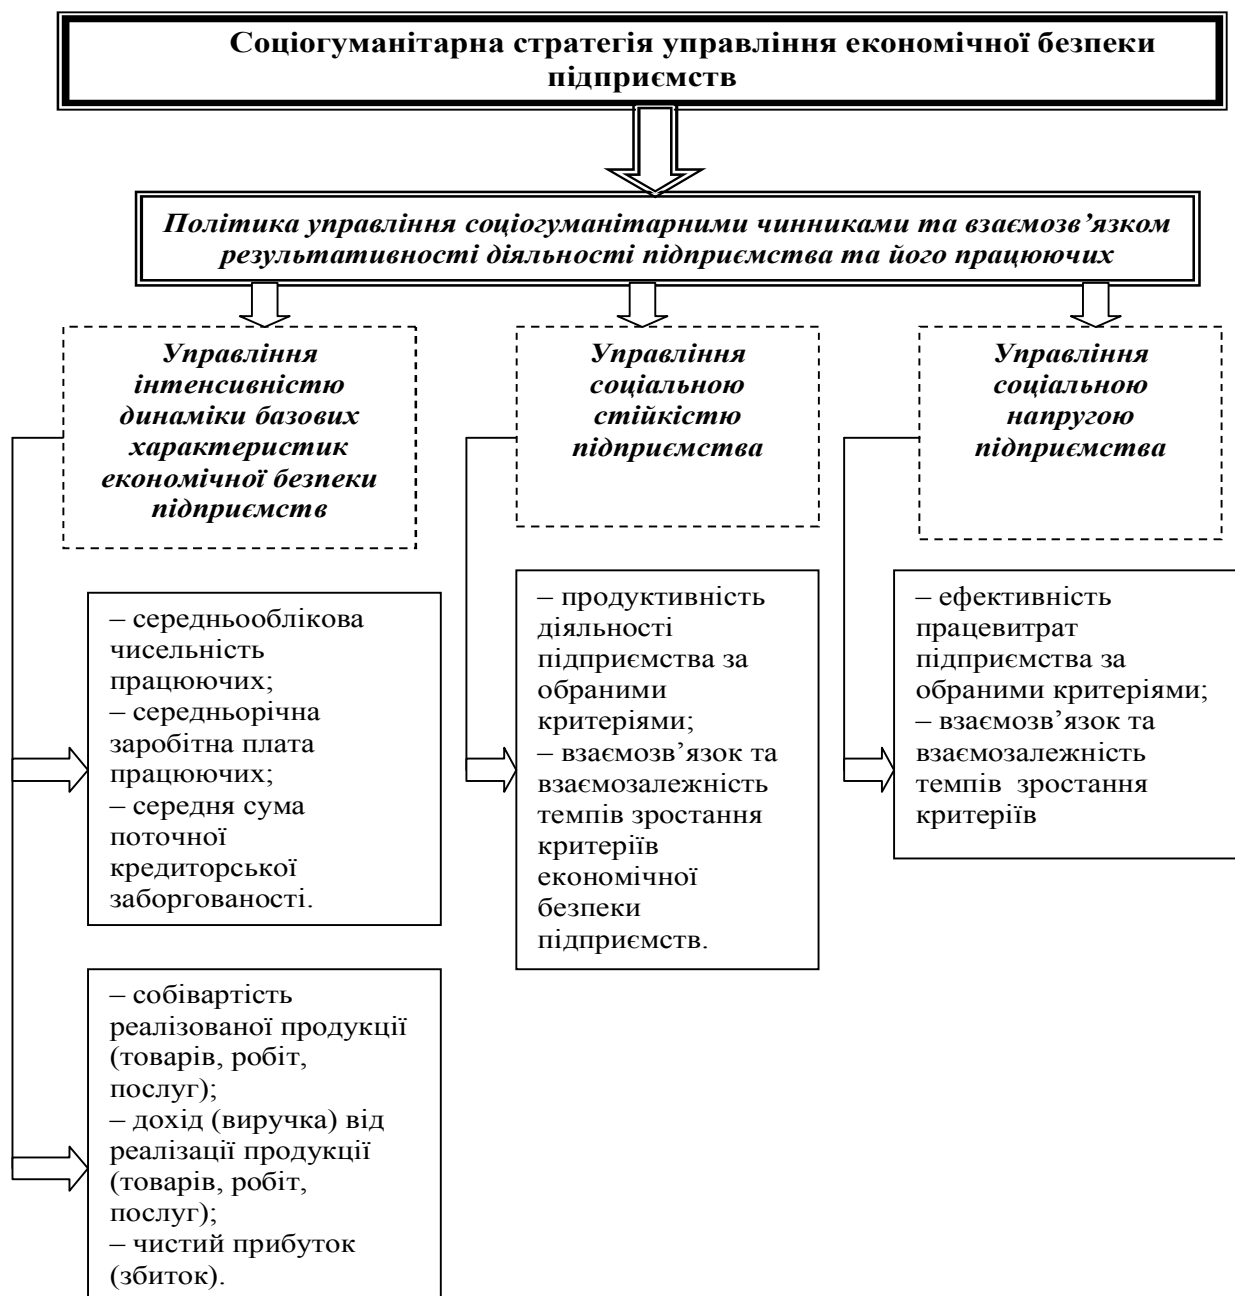 Соціогуманітарна стратегія управління економічної безпеки
підприємств
Політика управління соціогуманітарними чинниками та взаємозв’язком
результативності діяльності підприємства та його працюючих
Управління
інтенсивністю
динаміки базових
характеристик
економічної безпеки
підприємств
Управління
соціальною
стійкістю
підприємства
Управління
соціальною
напругою
підприємства
– середньооблікова
чисельність
працюючих;
– середньорічна
заробітна плата
працюючих;
– середня сума
поточної
кредиторської
заборгованості.
– продуктивність
діяльності
підприємства за
обраними
критеріями;
– взаємозв’язок та
взаємозалежність
темпів зростання
критеріїв
економічної
безпеки
підприємств.
– ефективність
працевитрат
підприємства за
обраними критеріями;
– взаємозв’язок та
взаємозалежність
темпів зростання
критеріїв
– собівартість
реалізованої продукції
(товарів, робіт,
послуг);
– дохід (виручка) від
реалізації продукції
(товарів, робіт,
послуг);
– чистий прибуток
(збиток).